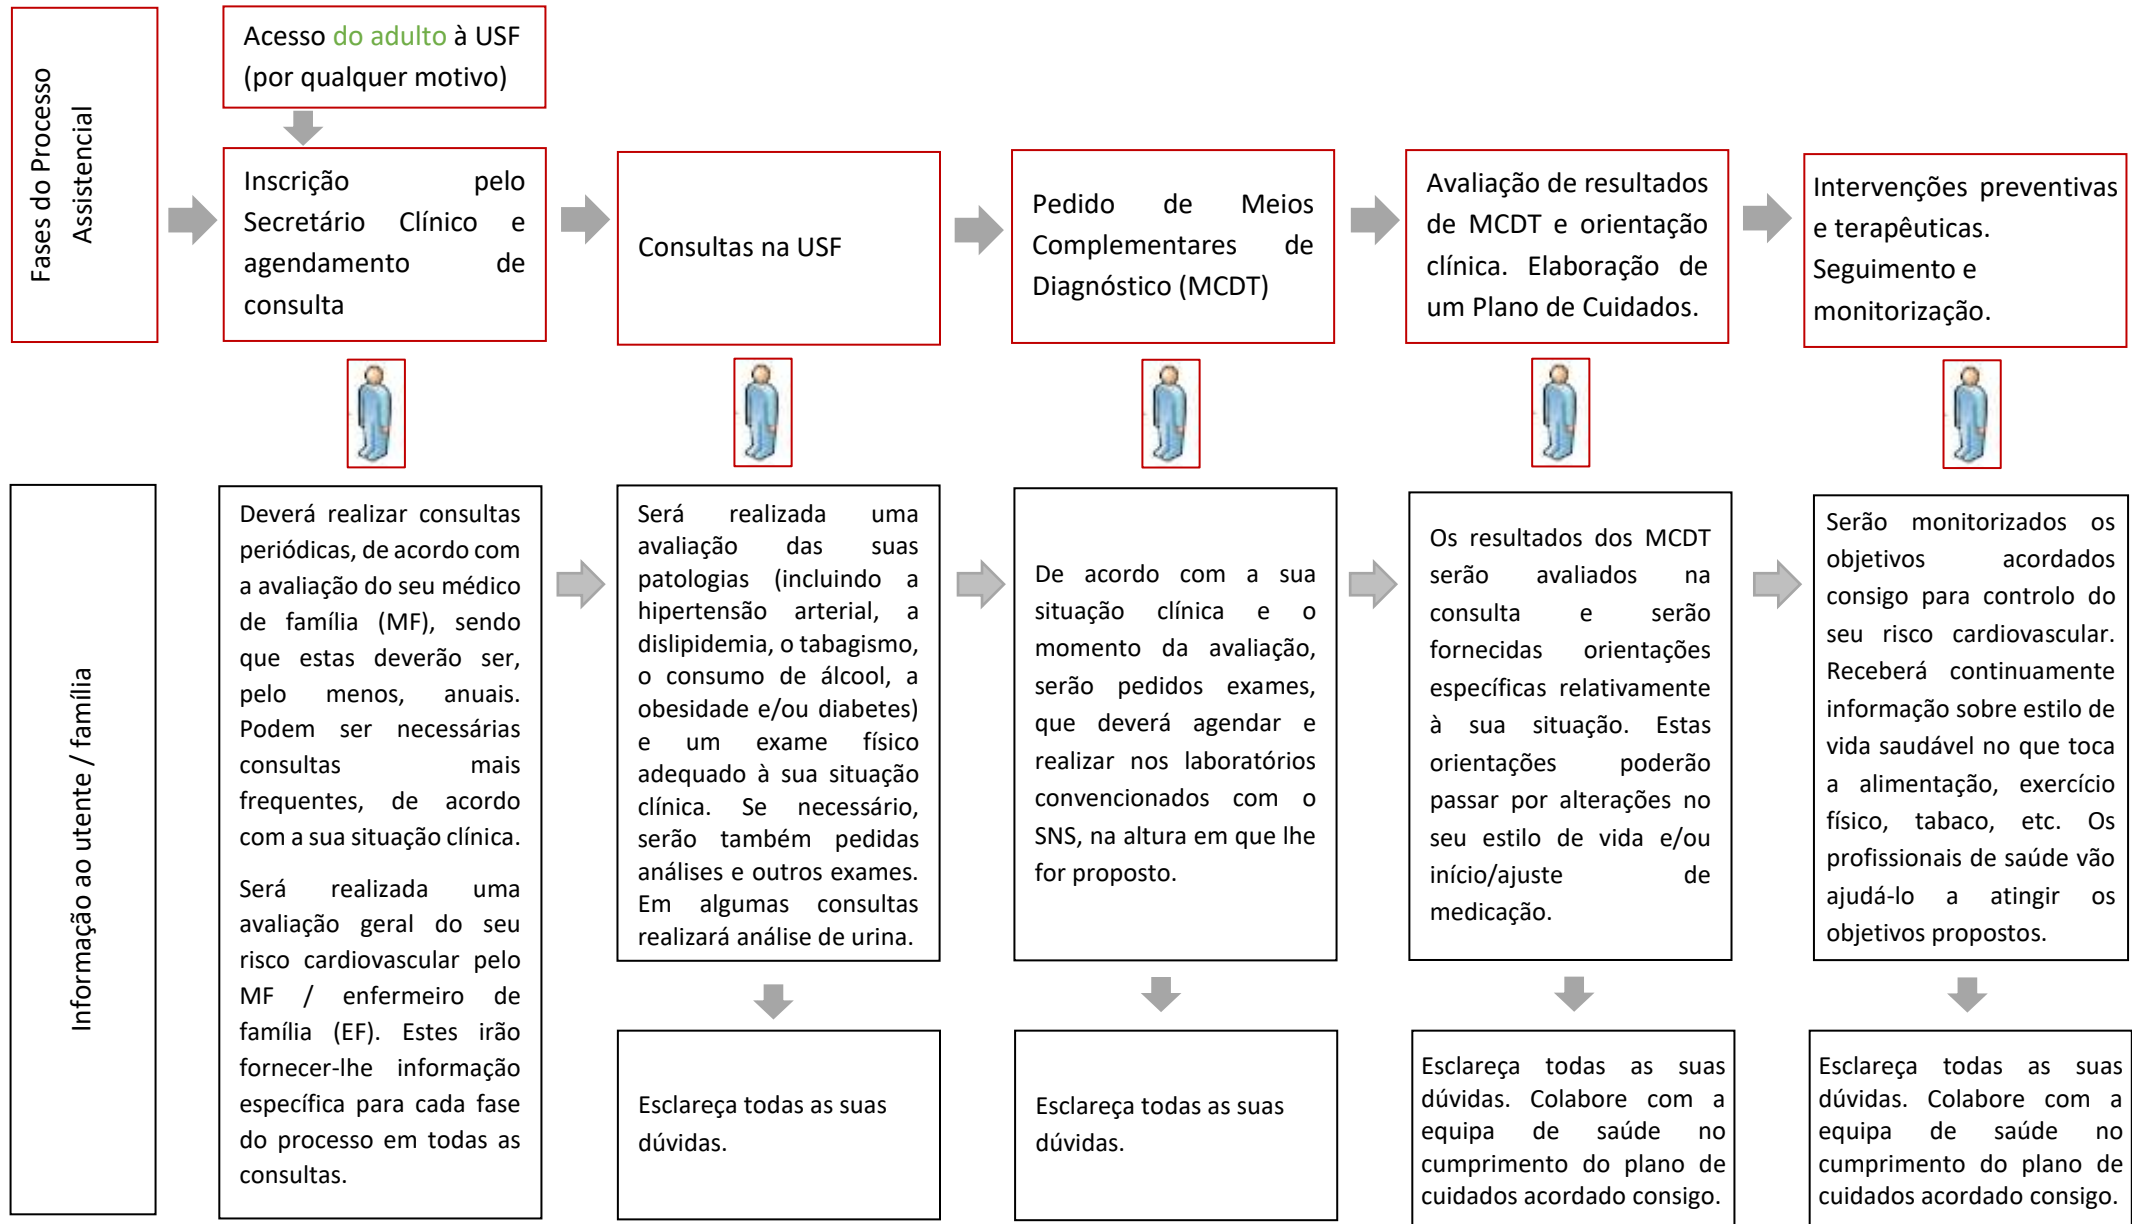 Fases do Processo
Assistencial
Acesso do adulto à USF
(por qualquer motivo)
Inscrição pelo
Secretário Clínico e
agendamento de
consulta
Consultas na USF
Pedido de Meios
Complementares de
Diagnóstico (MCDT)
Avaliação de resultados
de MCDT e orientação
clínica. Elaboração de
um Plano de Cuidados.
Intervenções preventivas
e terapêuticas.
Seguimento e
monitorização.
Informação ao utente / família
Deverá realizar consultas
periódicas, de acordo com
a avaliação do seu médico
de família (MF), sendo
que estas deverão ser,
pelo menos, anuais.
Podem ser necessárias
consultas mais
frequentes, de acordo
com a sua situação clínica.
Será realizada uma
avaliação geral do seu
risco cardiovascular pelo
MF / enfermeiro de
família (EF). Estes irão
fornecer-lhe informação
específica para cada fase
do processo em todas as
consultas.
Será realizada uma
avaliação das suas
patologias (incluindo a
hipertensão arterial, a
dislipidemia, o tabagismo,
o consumo de álcool, a
obesidade e/ou diabetes)
e um exame físico
adequado à sua situação
clínica. Se necessário,
serão também pedidas
análises e outros exames.
Em algumas consultas
realizará análise de urina.
De acordo com a sua
situação clínica e o
momento da avaliação,
serão pedidos exames,
que deverá agendar e
realizar nos laboratórios
convencionados com o
SNS, na altura em que lhe
for proposto.
Os resultados dos MCDT
serão avaliados na
consulta e serão
fornecidas orientações
específicas relativamente
à sua situação. Estas
orientações poderão
passar por alterações no
seu estilo de vida e/ou
início/ajuste de
medicação.
Serão monitorizados os
objetivos acordados
consigo para controlo do
seu risco cardiovascular.
Receberá continuamente
informação sobre estilo de
vida saudável no que toca
a alimentação, exercício
físico, tabaco, etc. Os
profissionais de saúde vão
ajudá-lo a atingir os
objetivos propostos.
Esclareça todas as suas
dúvidas.
Esclareça todas as suas
dúvidas.
Esclareça todas as suas
dúvidas. Colabore com a
equipa de saúde no
cumprimento do plano de
cuidados acordado consigo.
Esclareça todas as suas
dúvidas. Colabore com a
equipa de saúde no
cumprimento do plano de
cuidados acordado consigo.